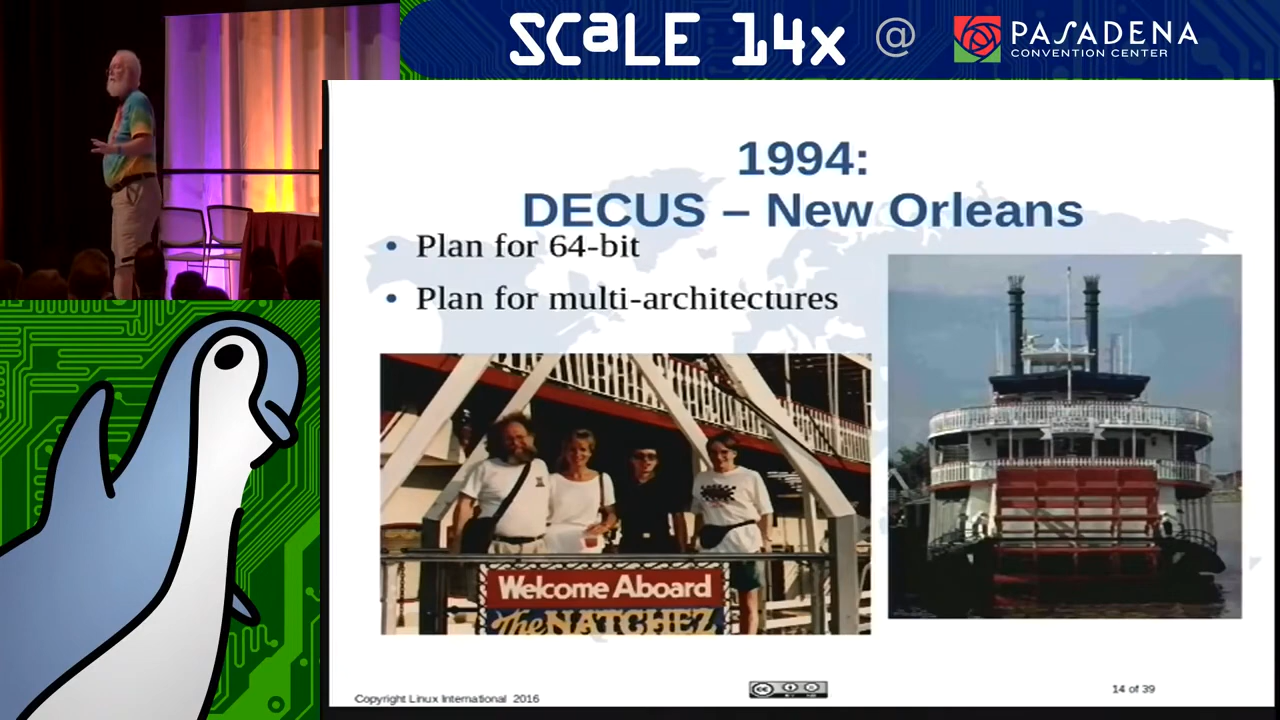 SCaLE 14x @ PASADENA
CONVENTION CENTER
1994:
DECUS – New Orleans
• Plan for 64-bit
• Plan for multi-architectures
Welcome Aboard
The NATCHEZ
Copyright Linux International 2016
cc
14 of 39